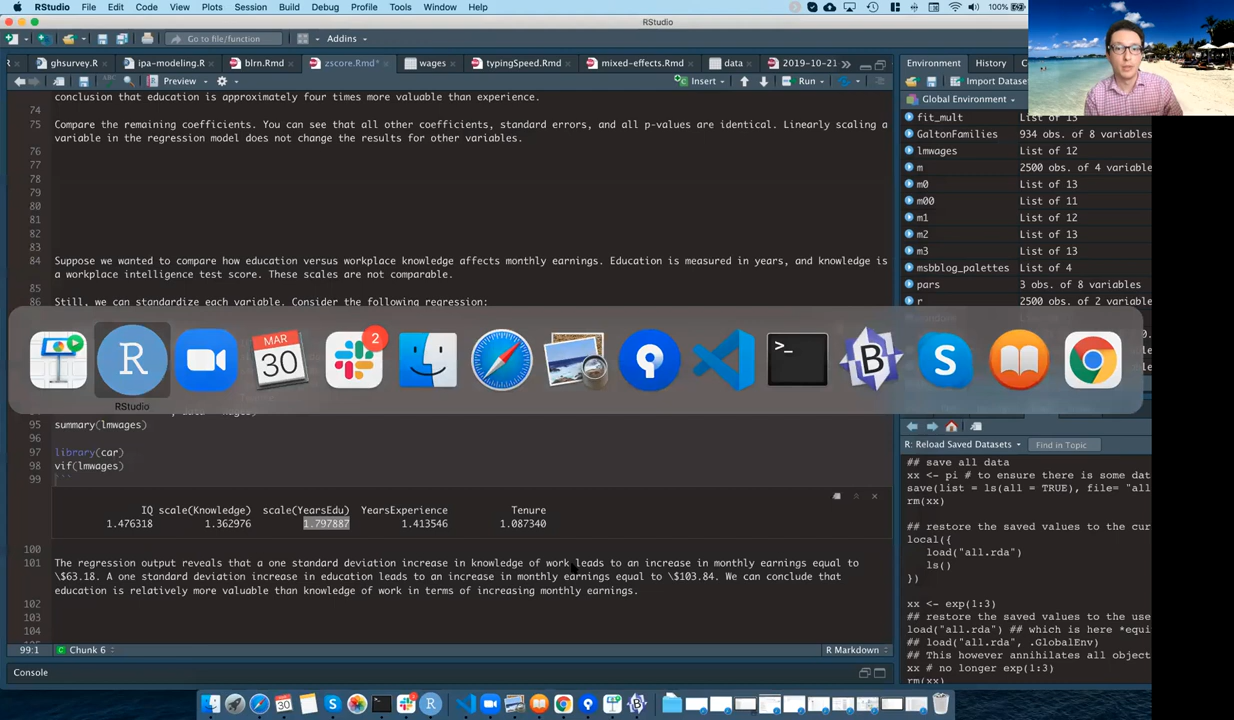 RStudio File Edit Code View Plots Session Build Debug Profile Tools Window Help 100%
RStudio
Go to file/function Addins
R ghsurvey.R ipa-modeling.R blrn.Rmd zscore.Rmd* wages typingSpeed.Rmd mixed-effects.Rmd data 2019-10-21 Environment History
Preview Insert Run Import Datase
Global Environment
conclusion that education is approximately four times more valuable than experience.
74
75 Compare the remaining coefficients. You can see that all other coefficients, standard errors, and all p-values are identical. Linearly scaling a
variable in the regression model does not change the results for other variables.
76
77
78
79
80
81
82
83
84 Suppose we wanted to compare how education versus workplace knowledge affects monthly earnings. Education is measured in years, and knowledge is
a workplace intelligence test score. These scales are not comparable.
85
86 Still, we can standardize each variable. Consider the following regression:
fit_mult List of 13
GaltonFamilies 934 obs. of 8 variables
lmwages List of 12
m 2500 obs. of 4 variable
m0 List of 13
m00 List of 11
m1 List of 12
m2 List of 13
m3 List of 13
msbblog_palettes List of 4
pars 3 obs. of 8 variables
r 2500 obs. of 2 variable
MAR
30
2
R
S
B
>_
RStudio
95 summary(lmwages)
96
97 library(car)
98 vif(lmwages)
99 ```
IQ scale(Knowledge) scale(YearsEdu) YearsExperience Tenure
1.476318 1.362976 1.797887 1.413546 1.087340
100
101 The regression output reveals that a one standard deviation increase in knowledge of work leads to an increase in monthly earnings equal to
\$63.18. A one standard deviation increase in education leads to an increase in monthly earnings equal to \$103.84. We can conclude that
education is relatively more valuable than knowledge of work in terms of increasing monthly earnings.
102
103
104
99:1 Chunk 6 R Markdown
Console
R: Reload Saved Datasets Find in Topic
## save all data
xx <- pi # to ensure there is some dat
save(list = ls(all = TRUE), file= "all
rm(xx)
## restore the saved values to the cur
local({
load("all.rda")
ls()
})
xx <- exp(1:3)
## restore the saved values to the use
load("all.rda") ## which is here *equi
## load("all.rda", .GlobalEnv)
## This however annihilates all object
xx # no longer exp(1:3)
rm(xx)